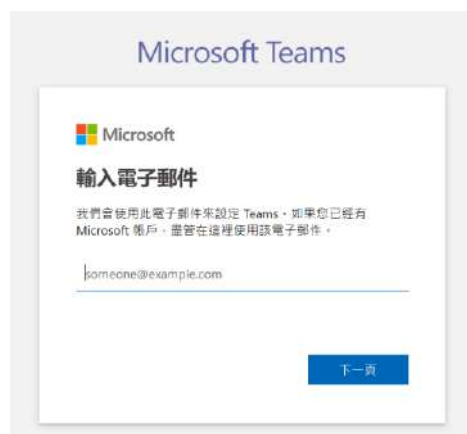 Microsoft Teams
Microsoft
輸入電子郵件
我們會使用此電子郵件來設定 Teams。如果您已經有
Microsoft 帳戶，儘管在這裡使用該電子郵件。
someone@example.com
下一頁